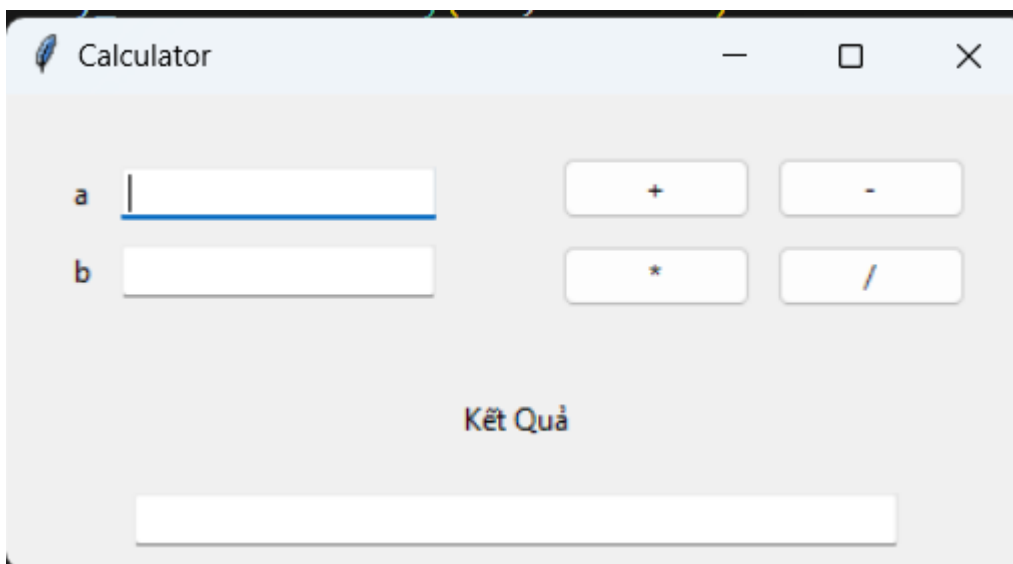 Calculator
a
+ -
b
* /
Kết Quả